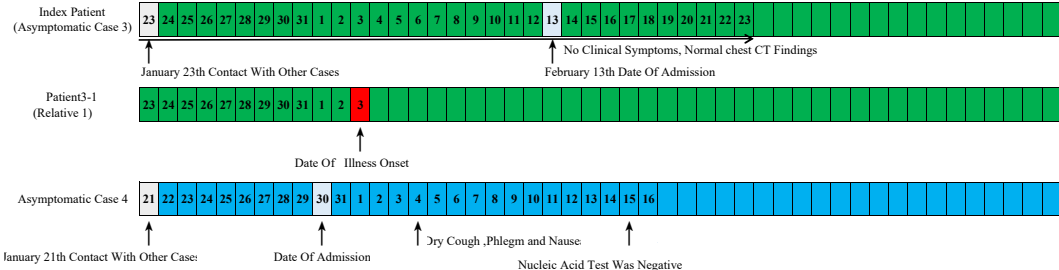 Index Patient
(Asymptomatic Case 3)
23 24 25 26 27 28 29 30 31 1 2 3 4 5 6 7 8 9 10 11 12 13 14 15 16 17 18 19 20 21 22 23
No Clinical Symptoms, Normal chest CT Findings
January 23th Contact With Other Cases
February 13th Date Of Admission
Patient3-1
(Relative 1)
23 24 25 26 27 28 29 30 31 1 2 3
Date Of Illness Onset
Asymptomatic Case 4
21 22 23 24 25 26 27 28 29 30 31 1 2 3 4 5 6 7 8 9 10 11 12 13 14 15 16
Dry Cough ,Phlegm and Nause
January 21th Contact With Other Cases
Date Of Admission
Nucleic Acid Test Was Negative